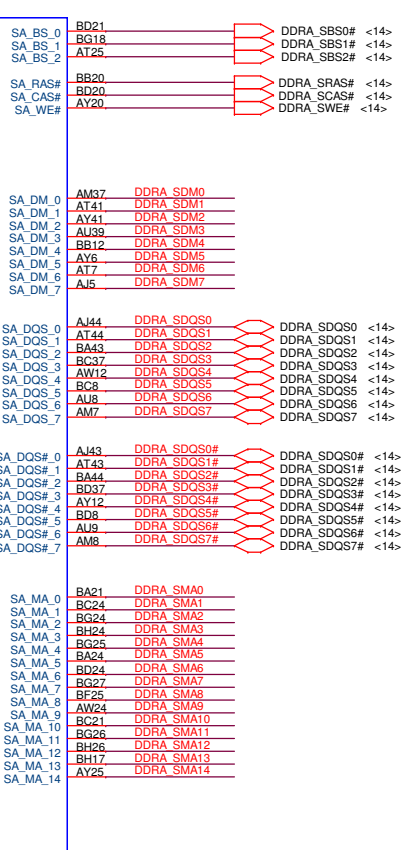 SA_BS_0 BD21 DDRA_SBS0# <14>
SA_BS_1 BG18 DDRA_SBS1# <14>
SA_BS_2 AT25 DDRA_SBS2# <14>
SA_RAS# BB20 DDRA_SRAS# <14>
SA_CAS# BD20 DDRA_SCAS# <14>
SA_WE# AY20 DDRA_SWE# <14>
SA_DM_0 AM37 DDRA_SDM0
SA_DM_1 AT41 DDRA_SDM1
SA_DM_2 AY41 DDRA_SDM2
SA_DM_3 AU39 DDRA_SDM3
SA_DM_4 BB12 DDRA_SDM4
SA_DM_5 AY6 DDRA_SDM5
SA_DM_6 AT7 DDRA_SDM6
SA_DM_7 AJ5 DDRA_SDM7
SA_DQS_0 AJ44 DDRA_SDQS0 DDRA_SDQS0 <14>
SA_DQS_1 AT44 DDRA_SDQS1 DDRA_SDQS1 <14>
SA_DQS_2 BA43 DDRA_SDQS2 DDRA_SDQS2 <14>
SA_DQS_3 BC37 DDRA_SDQS3 DDRA_SDQS3 <14>
SA_DQS_4 AW12 DDRA_SDQS4 DDRA_SDQS4 <14>
SA_DQS_5 BC8 DDRA_SDQS5 DDRA_SDQS5 <14>
SA_DQS_6 AU8 DDRA_SDQS6 DDRA_SDQS6 <14>
SA_DQS_7 AM7 DDRA_SDQS7 DDRA_SDQS7 <14>
SA_DQS#_0 AJ43 DDRA_SDQS0# DDRA_SDQS0# <14>
SA_DQS#_1 AT43 DDRA_SDQS1# DDRA_SDQS1# <14>
SA_DQS#_2 BA44 DDRA_SDQS2# DDRA_SDQS2# <14>
SA_DQS#_3 BD37 DDRA_SDQS3# DDRA_SDQS3# <14>
SA_DQS#_4 AY12 DDRA_SDQS4# DDRA_SDQS4# <14>
SA_DQS#_5 BD8 DDRA_SDQS5# DDRA_SDQS5# <14>
SA_DQS#_6 AU9 DDRA_SDQS6# DDRA_SDQS6# <14>
SA_DQS#_7 AM8 DDRA_SDQS7# DDRA_SDQS7# <14>
SA_MA_0 BA21 DDRA_SMA0
SA_MA_1 BC24 DDRA_SMA1
SA_MA_2 BG24 DDRA_SMA2
SA_MA_3 BH24 DDRA_SMA3
SA_MA_4 BG25 DDRA_SMA4
SA_MA_5 BA24 DDRA_SMA5
SA_MA_6 BD24 DDRA_SMA6
SA_MA_7 BG27 DDRA_SMA7
SA_MA_8 BF25 DDRA_SMA8
SA_MA_9 AW24 DDRA_SMA9
SA_MA_10 BC21 DDRA_SMA10
SA_MA_11 BG26 DDRA_SMA11
SA_MA_12 BH26 DDRA_SMA12
SA_MA_13 BH17 DDRA_SMA13
SA_MA_14 AY25 DDRA_SMA14